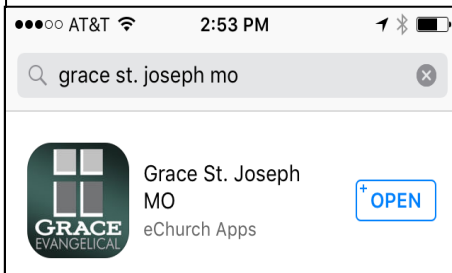 AT&T 2:53 PM
grace st. joseph mo
Grace St. Joseph
MO
eChurch Apps
+ OPEN
GRACE
EVANGELICAL